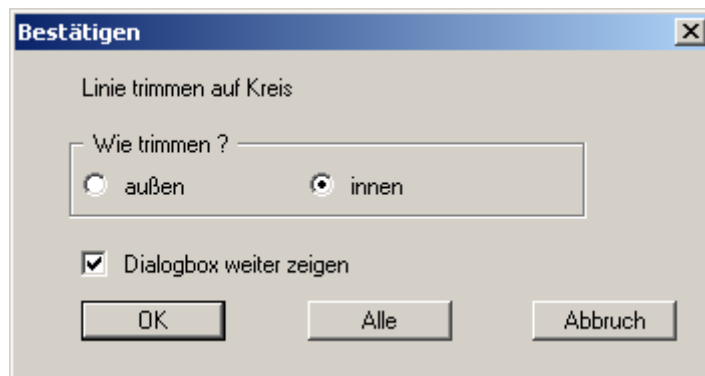 Bestätigen
Linie trimmen auf Kreis
Wie trimmen ?
außen innen
Dialogbox weiter zeigen
OK Alle Abbruch